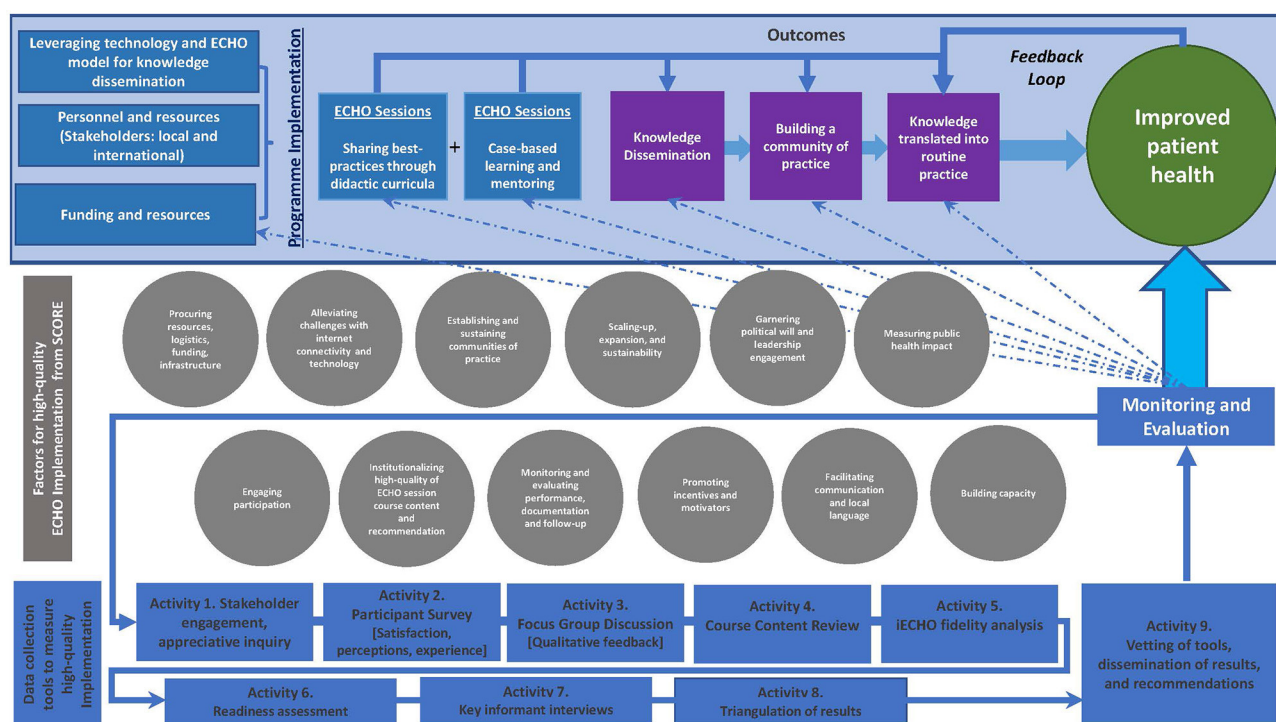 Leveraging technology and ECHO
model for knowledge
dissemination
Personnel and resources
(Stakeholders: local and
international)
Funding and resources
Programme Implementation
Outcomes
ECHO Sessions
Sharing best-
practices through
didactic curricula
+
ECHO Sessions
Case-based
learning and
mentoring
Knowledge
Dissemination
Building a
community of
practice
Knowledge
translated into
routine
practice
Feedback
Loop
Improved
patient
health
Factors for high-quality
ECHO Implementation from SCORE
Procuring
resources,
logistics,
funding,
infrastructure
Alleviating
challenges with
internet
connectivity and
technology
Establishing and
sustaining
communities of
practice
Scaling-up,
expansion, and
sustainability
Garnering
political will and
leadership
engagement
Measuring public
health impact
Monitoring and
Evaluation
Engaging
participation
Institutionalizing
high-quality of
ECHO session
course content
and
recommendation
Monitoring and
evaluating
performance,
documentation
and follow-up
Promoting
incentives and
motivators
Facilitating
communication
and local
language
Building capacity
Data collection
tools to measure
high-quality
Implementation
Activity 1. Stakeholder
engagement,
appreciative inquiry
Activity 2.
Participant Survey
[Satisfaction,
perceptions, experience]
Activity 3.
Focus Group Discussion
[Qualitative feedback]
Activity 4.
Course Content Review
Activity 5.
iECHO fidelity analysis
Activity 6.
Readiness assessment
Activity 7.
Key informant interviews
Activity 8.
Triangulation of results
Activity 9.
Vetting of tools,
dissemination of results,
and recommendations